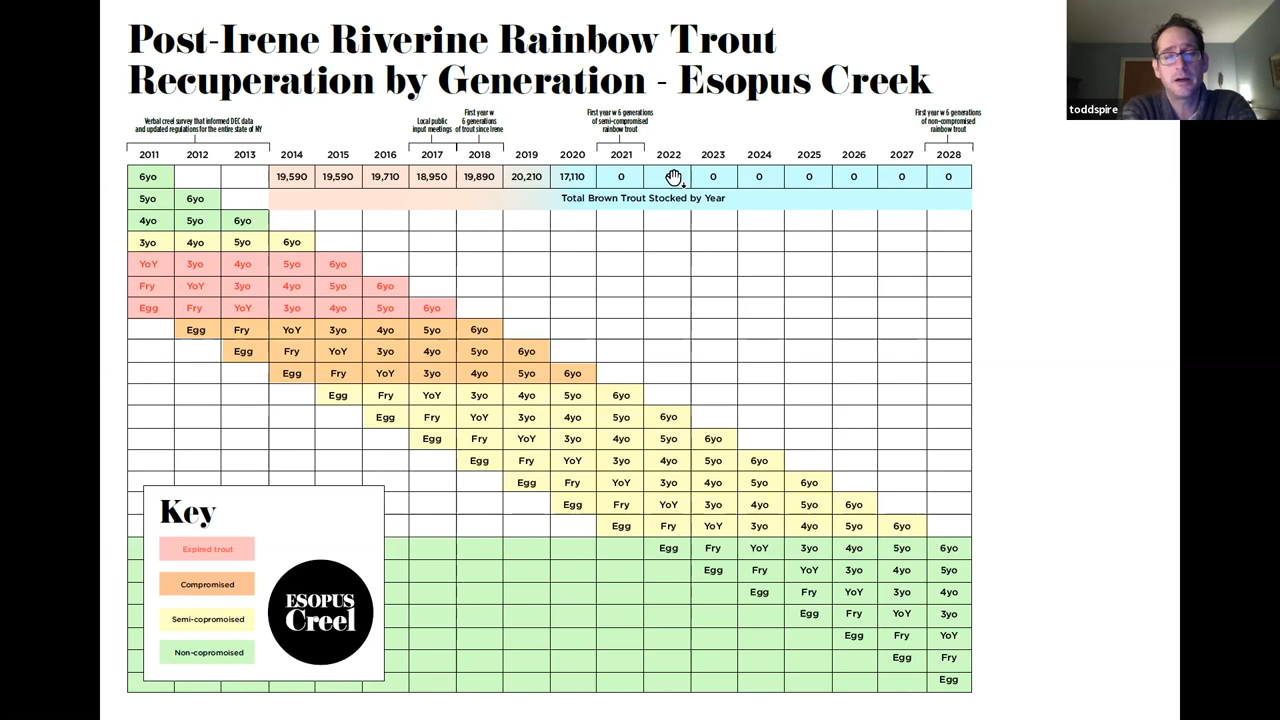 Post-Irene Riverine Rainbow Trout
Recuperation by Generation - Esopus Creek
toddspire
Verbal creel survey that informed DEC data
and updated regulations for the entire state of NY
Local public
input meetings
First year w
6 generations
of trout since Irene
First year w 6 generations
of semi-compromised
rainbow trout
First year w 6 generations
of non-compromised
rainbow trout
2011 2012 2013 2014 2015 2016 2017 2018 2019 2020 2021 2022 2023 2024 2025 2026 2027 2028
6yo 19,590 19,590 19,710 18,950 19,890 20,210 17,110 0 0 0 0 0 0 0
5yo 6yo Total Brown Trout Stocked by Year
4yo 5yo 6yo
3yo 4yo 5yo 6yo
YoY 3yo 4yo 5yo 6yo
Fry YoY 3yo 4yo 5yo 6yo
Egg Fry YoY 3yo 4yo 5yo 6yo
Egg Fry YoY 3yo 4yo 5yo 6yo
Egg Fry YoY 3yo 4yo 5yo 6yo
Egg Fry YoY 3yo 4yo 5yo 6yo
Egg Fry YoY 3yo 4yo 5yo 6yo
Egg Fry YoY 3yo 4yo 5yo 6yo
Egg Fry YoY 3yo 4yo 5yo 6yo
Egg Fry YoY 3yo 4yo 5yo 6yo
Egg Fry YoY 3yo 4yo 5yo 6yo
Egg Fry YoY 3yo 4yo 5yo 6yo
Egg Fry YoY 3yo 4yo 5yo 6yo
Egg Fry YoY 3yo 4yo 5yo 6yo
Egg Fry YoY 3yo 4yo 5yo
Egg Fry YoY 3yo 4yo
Egg Fry YoY 3yo
Egg Fry YoY
Egg Fry
Egg
Key
Expired trout
Compromised
Semi-copromoised
Non-copromoised
ESOPUS
Creel